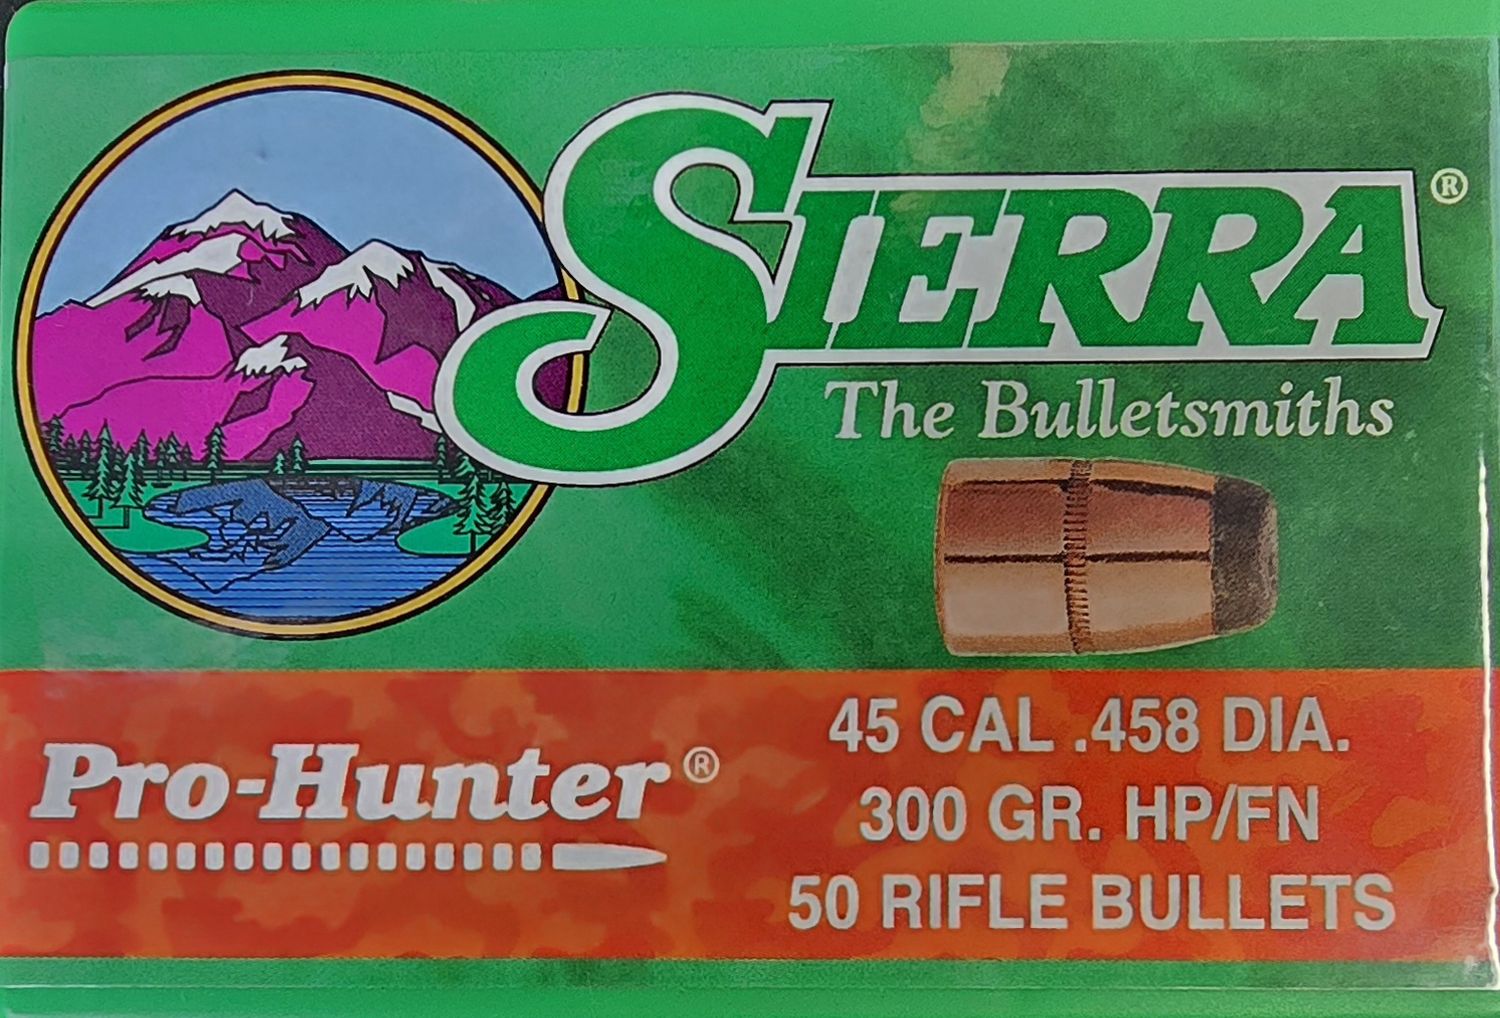 SIERRA®
The Bulletsmiths
Pro-Hunter®
45 CAL .458 DIA.
300 GR. HP/FN
50 RIFLE BULLETS